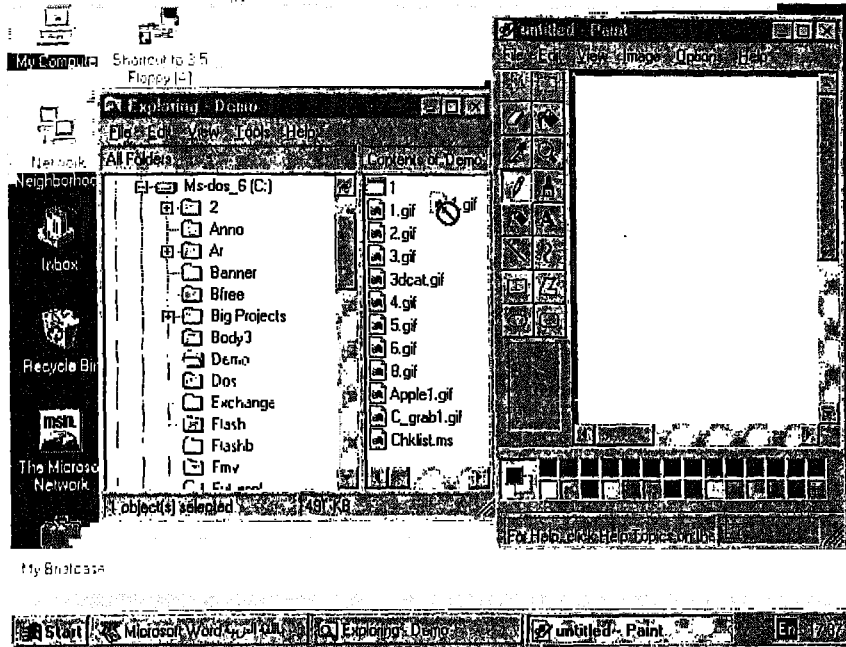 My Computer
Shortcut to 3.5
Floppy [A]
Network
Neighborhoo
Inbox
Recycle Bin
msn.
The Microso
Network
My Briefcase
Exploring - Demo
File Edit View Tools Help
All Folders
Contents of Demo
Ms-dos_6 (C:)
2
Anno
Ar
Banner
Bfree
Big Projects
Body3
Demo
Dos
Exchange
Flash
Flashb
Fmv
1
1.gif
.gif
2.gif
3.gif
3dcat.gif
4.gif
5.gif
6.gif
8.gif
Apple1.gif
C_grab1.gif
Chklist.ms
1 object(s) selected
KB
untitled - Paint
File Edit View Image Options Help
For Help, click Help Topics on the
Start
Microsoft Word
Exploring - Demo
untitled - Paint
En